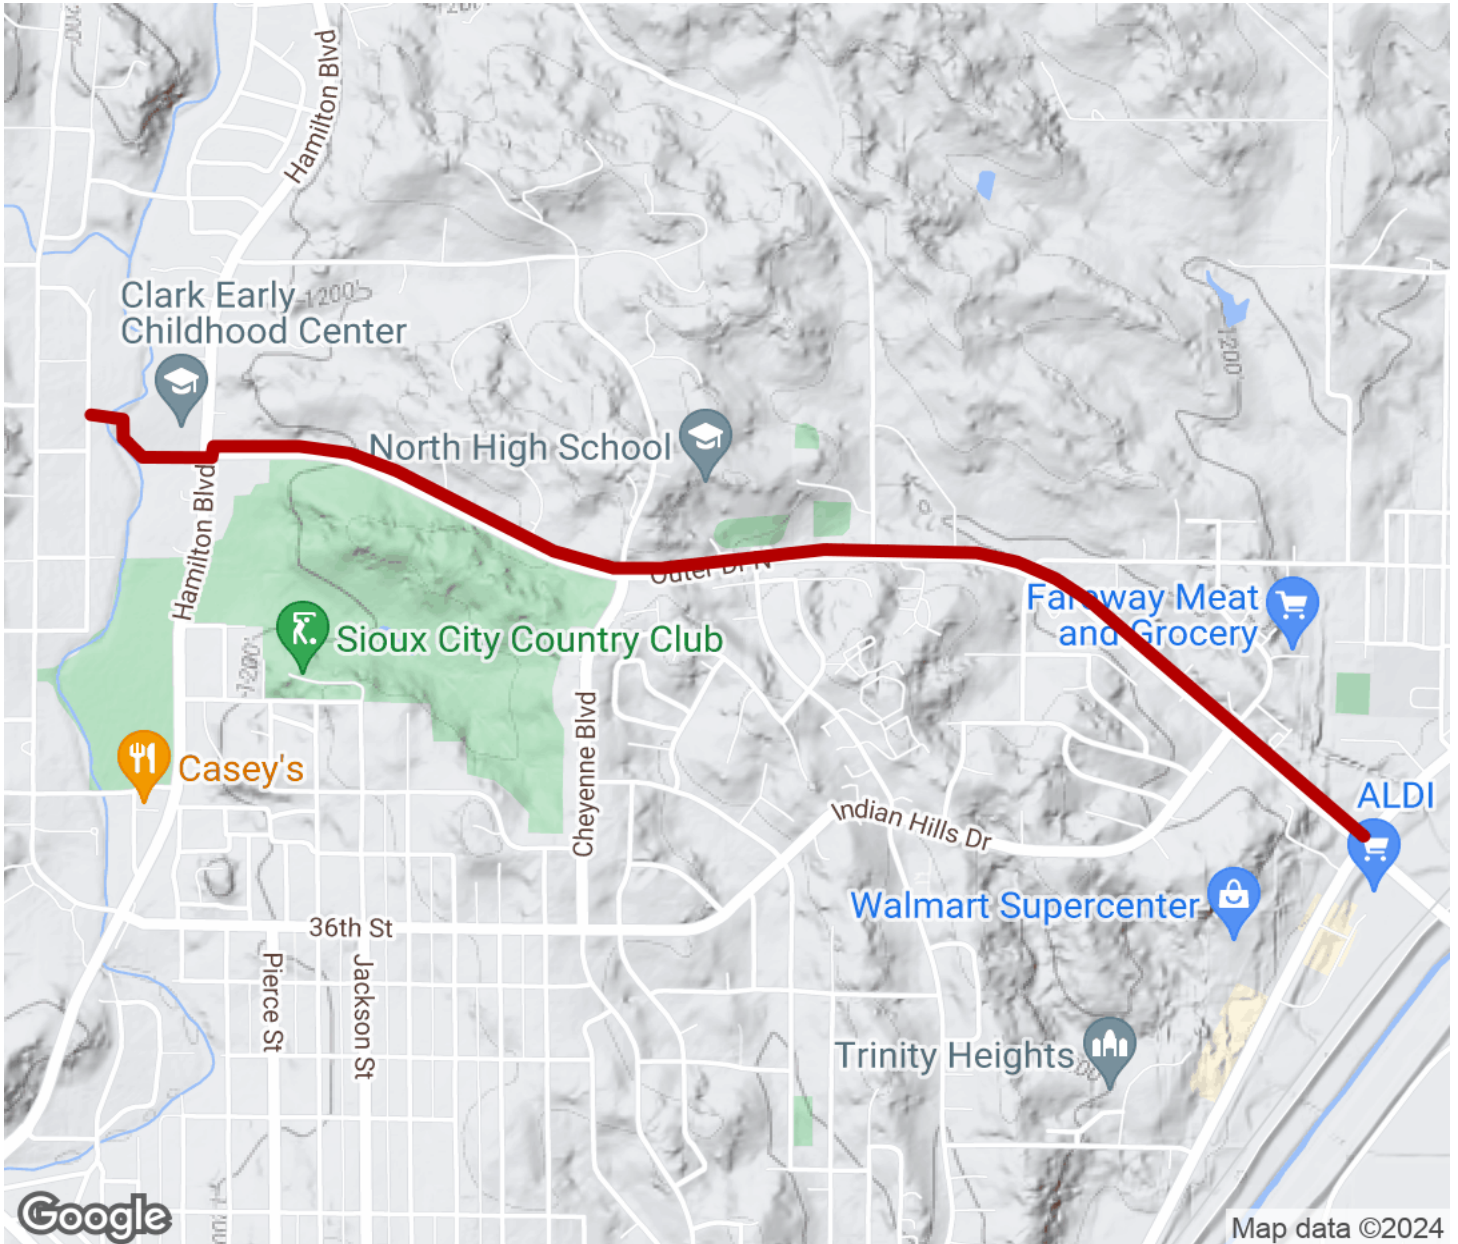 Hamilton Blvd
Clark Early
Childhood Center
1200'
1200'
North High School
Hamilton Blvd
Outer Dr N
Faraway Meat
and Grocery
Sioux City Country Club
1200'
Cheyenne Blvd
Casey's
Indian Hills Dr
ALDI
Walmart Supercenter
36th St
Pierce St
Jackson St
Trinity Heights
Google
Map data ©2024